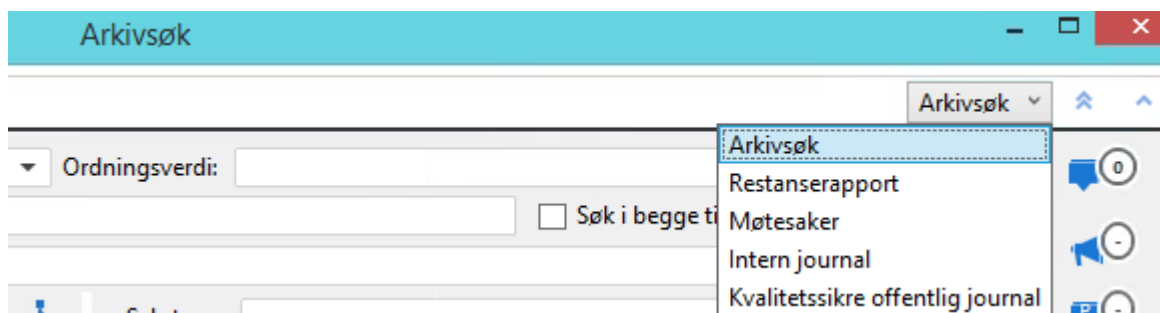 Arkivsøk
Arkivsøk
Arkivsøk
Ordningsverdi:
0
Restanserapport
Søk i begge ti
Møtesaker
-
Intern journal
Kvalitetssikre offentlig journal
P
-